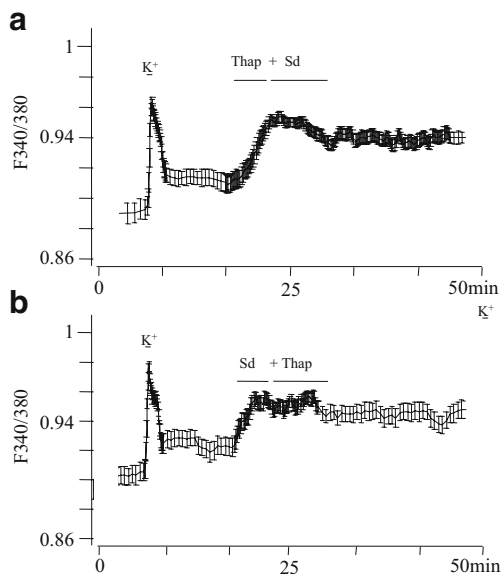 a
1
K⁺
Thap + Sd
F340/380
0.94
0.86
0 25 50min
K⁺
b
1
K⁺
Sd + Thap
F340/380
0.94
0.86
0 25 50min